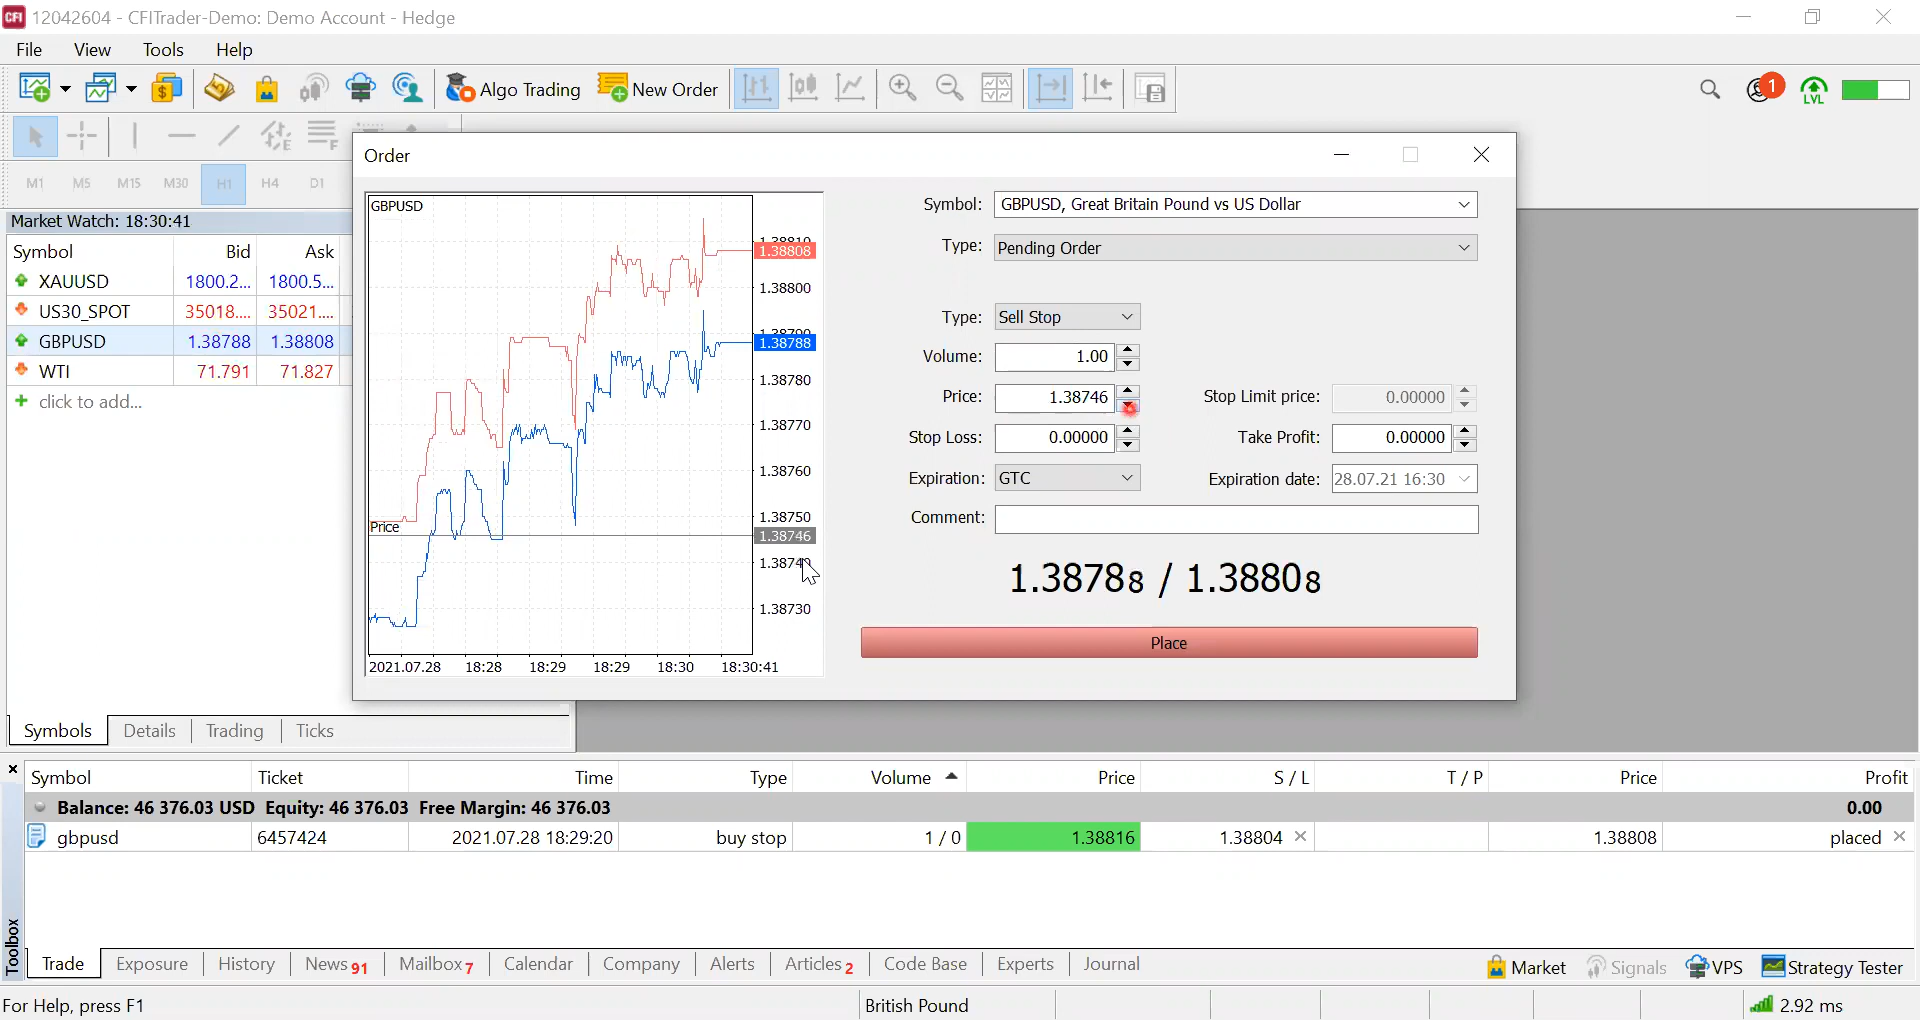 CFI 12042604 - CFITrader-Demo: Demo Account - Hedge
File View Tools Help
Algo Trading New Order 1 LVL
E F
M1 M5 M15 M30 H1 H4 D1
Market Watch: 18:30:41
Symbol Bid Ask
XAUUSD 1800.2... 1800.5...
US30_SPOT 35018.... 35021....
GBPUSD 1.38788 1.38808
WTI 71.791 71.827
click to add...
Symbols Details Trading Ticks
Order
GBPUSD
1.38810
1.38808
1.38800
1.38790
1.38788
1.38780
1.38770
1.38760
1.38750
Price
1.38746
1.38740
1.38730
2021.07.28 18:28 18:29 18:29 18:30 18:30:41
Symbol: GBPUSD, Great Britain Pound vs US Dollar
Type: Pending Order
Type: Sell Stop
Volume: 1.00
Price: 1.38746 Stop Limit price: 0.00000
Stop Loss: 0.00000 Take Profit: 0.00000
Expiration: GTC Expiration date: 28.07.21 16:30
Comment:
1.38788 / 1.38808
Place
Symbol Ticket Time Type Volume Price S / L T / P Price Profit
Balance: 46 376.03 USD Equity: 46 376.03 Free Margin: 46 376.03 0.00
gbpusd 6457424 2021.07.28 18:29:20 buy stop 1 / 0 1.38816 1.38804 1.38808 placed
Toolbox
Trade Exposure History News 91 Mailbox 7 Calendar Company Alerts Articles 2 Code Base Experts Journal Market Signals VPS Strategy Tester
For Help, press F1 British Pound 2.92 ms